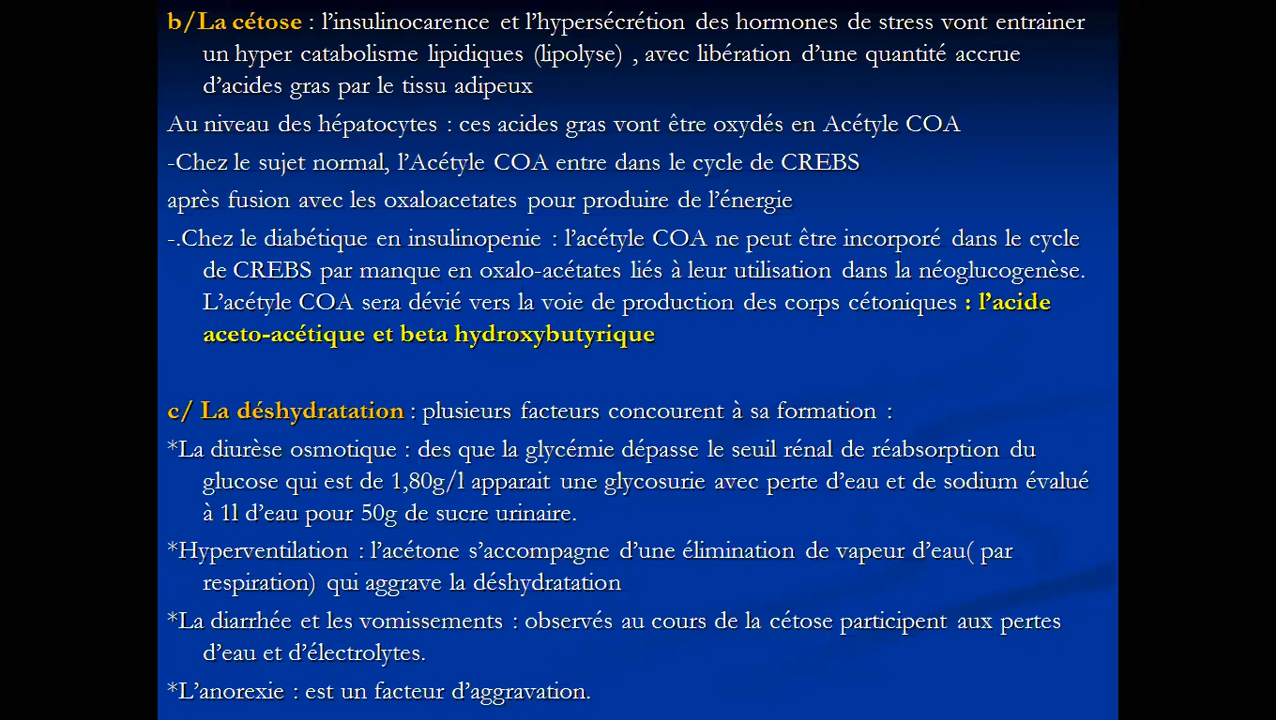 b/La cétose : l’insulinocarence et l’hypersécrétion des hormones de stress vont entrainer
un hyper catabolisme lipidiques (lipolyse) , avec libération d’une quantité accrue
d’acides gras par le tissu adipeux
Au niveau des hépatocytes : ces acides gras vont être oxydés en Acétyle COA
-Chez le sujet normal, l’Acétyle COA entre dans le cycle de CREBS
après fusion avec les oxaloacetates pour produire de l’énergie
-.Chez le diabétique en insulinopenie : l’acétyle COA ne peut être incorporé dans le cycle
de CREBS par manque en oxalo-acétates liés à leur utilisation dans la néoglucogenèse.
L’acétyle COA sera dévié vers la voie de production des corps cétoniques : l’acide
aceto-acétique et beta hydroxybutyrique
c/ La déshydratation : plusieurs facteurs concourent à sa formation :
*La diurèse osmotique : des que la glycémie dépasse le seuil rénal de réabsorption du
glucose qui est de 1,80g/l apparait une glycosurie avec perte d’eau et de sodium évalué
à 1l d’eau pour 50g de sucre urinaire.
*Hyperventilation : l’acétone s’accompagne d’une élimination de vapeur d’eau( par
respiration) qui aggrave la déshydratation
*La diarrhée et les vomissements : observés au cours de la cétose participent aux pertes
d’eau et d’électrolytes.
*L’anorexie : est un facteur d’aggravation.